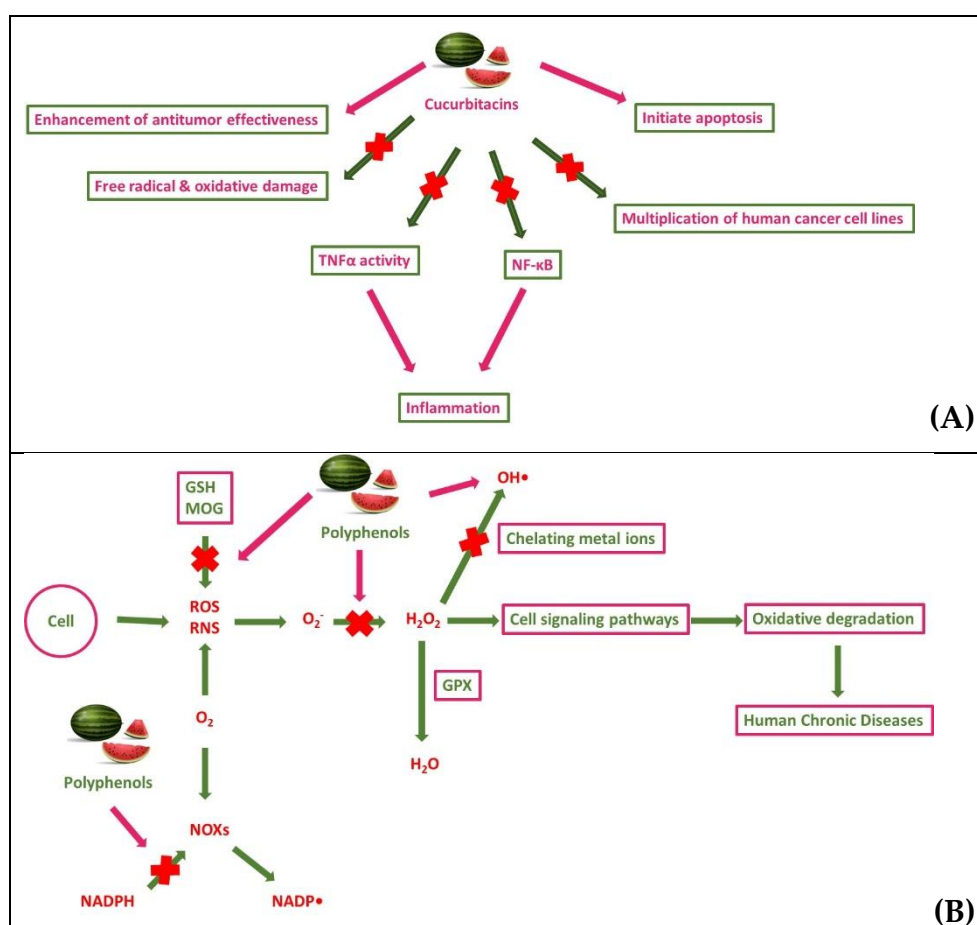 Cucurbitacins
Enhancement of antitumor effectiveness
Initiate apoptosis
Free radical & oxidative damage
Multiplication of human cancer cell lines
TNFα activity
NF-κB
Inflammation
(A)
GSH
MOG
Polyphenols
OH•
Chelating metal ions
Cell
ROS
RNS
O₂⁻
H₂O₂
Cell signaling pathways
Oxidative degradation
GPX
O₂
Human Chronic Diseases
H₂O
Polyphenols
NOXs
NADPH
NADP•
(B)